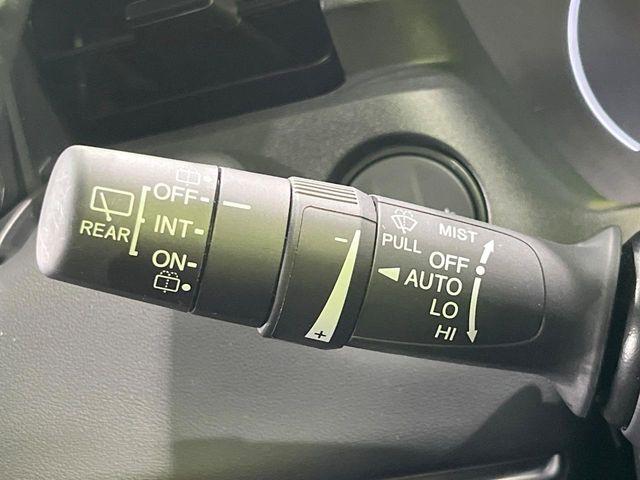 REAR
OFF
INT
ON
− +
PULL
MIST
OFF
AUTO
LO
HI